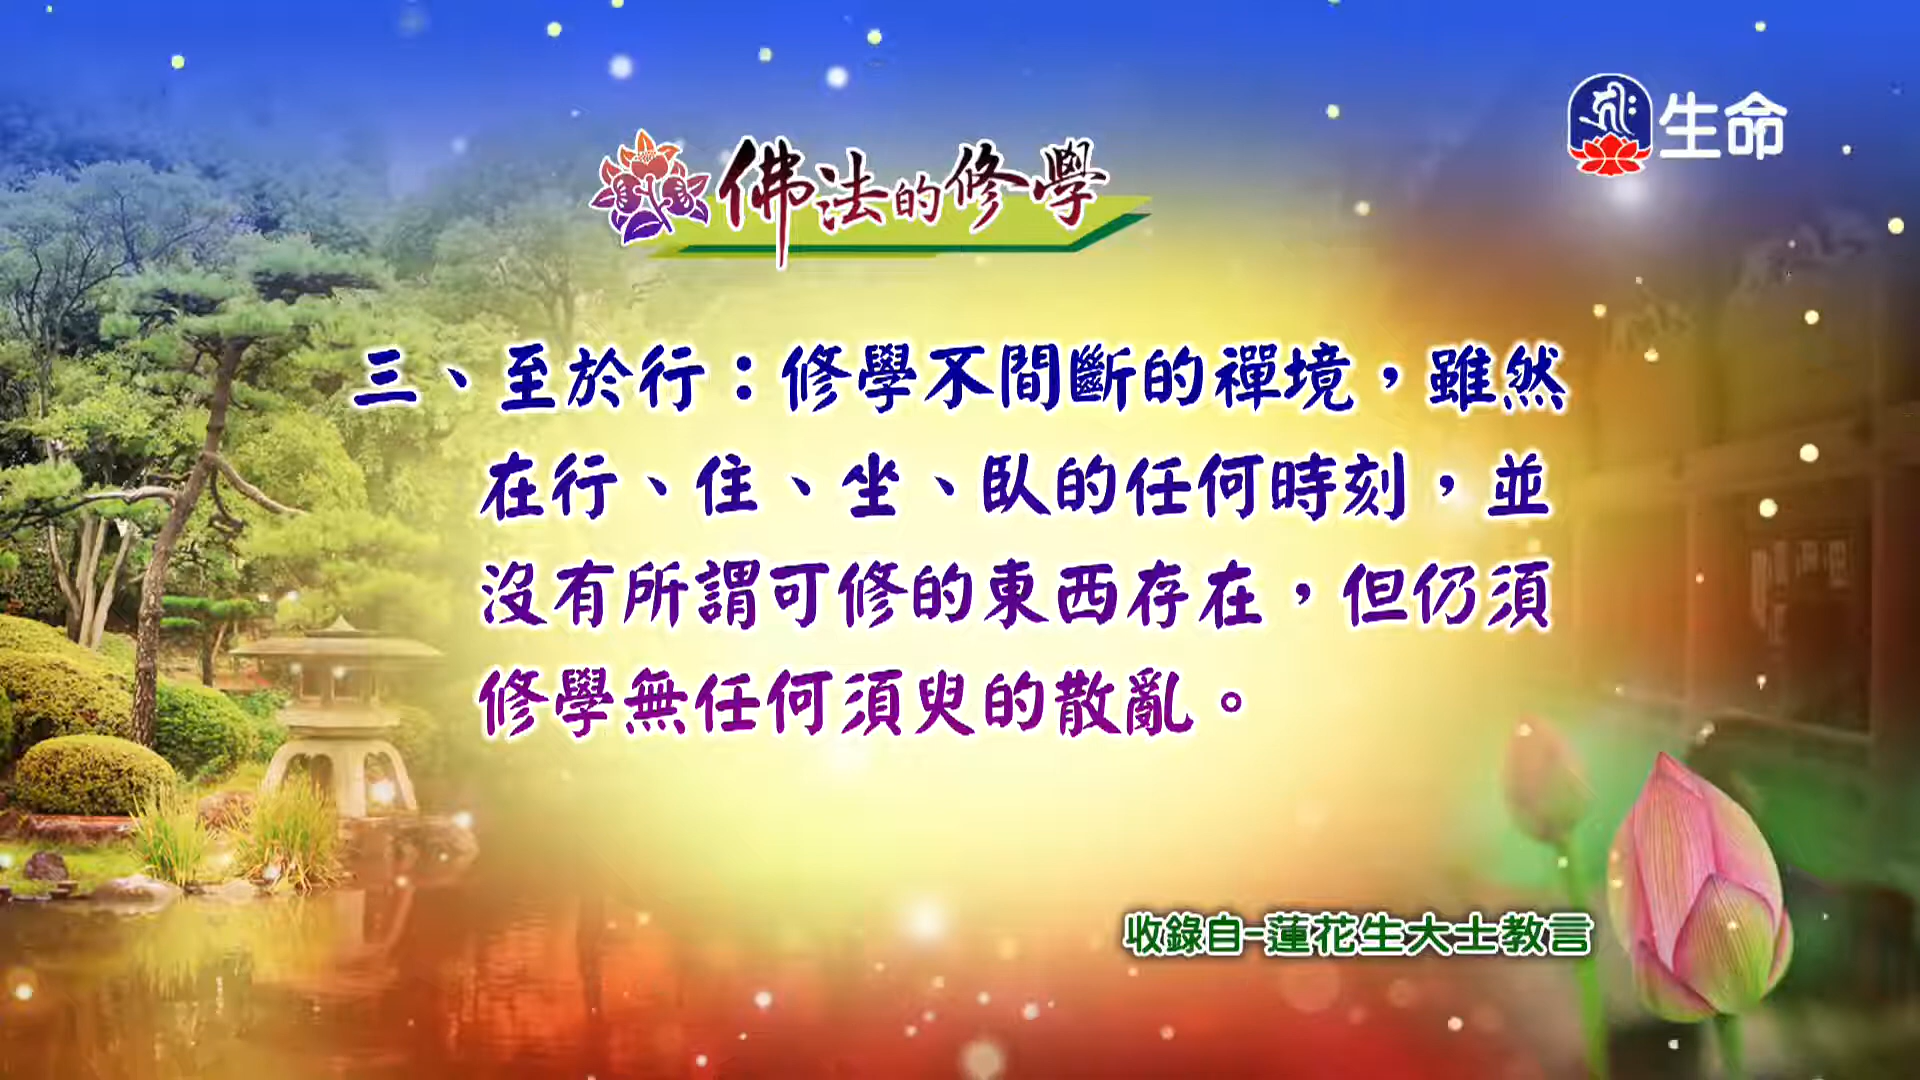 生命
佛法的修學
三、至於行：修學不間斷的禪境，雖然
在行、住、坐、臥的任何時刻，並
沒有所謂可修的東西存在，但仍須
修學無任何須臾的散亂。
收錄自-蓮花生大士教言